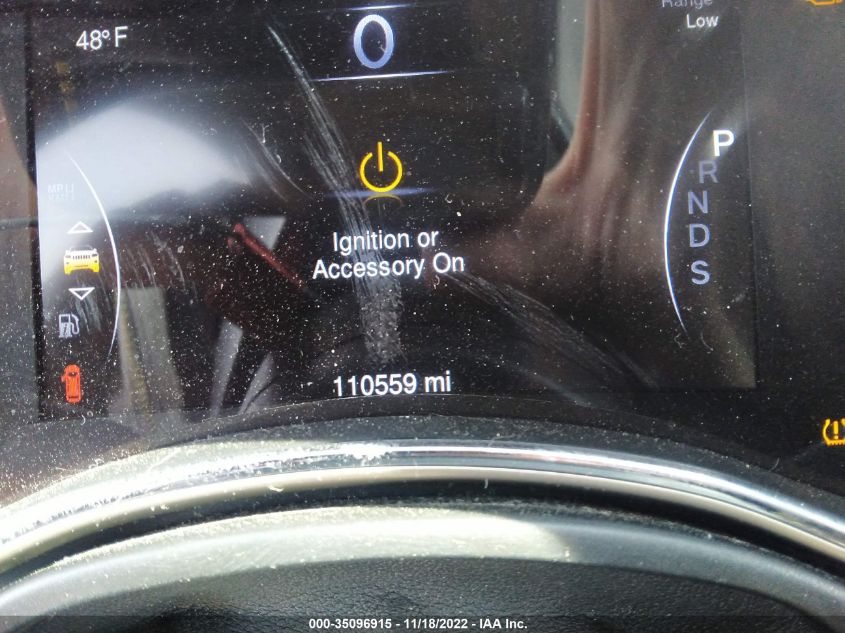 48° F
0
Range
Low
P
R
N
D
S
Ignition or
Accessory On
110559 mi
000-35096915 - 11/18/2022 - IAA Inc.